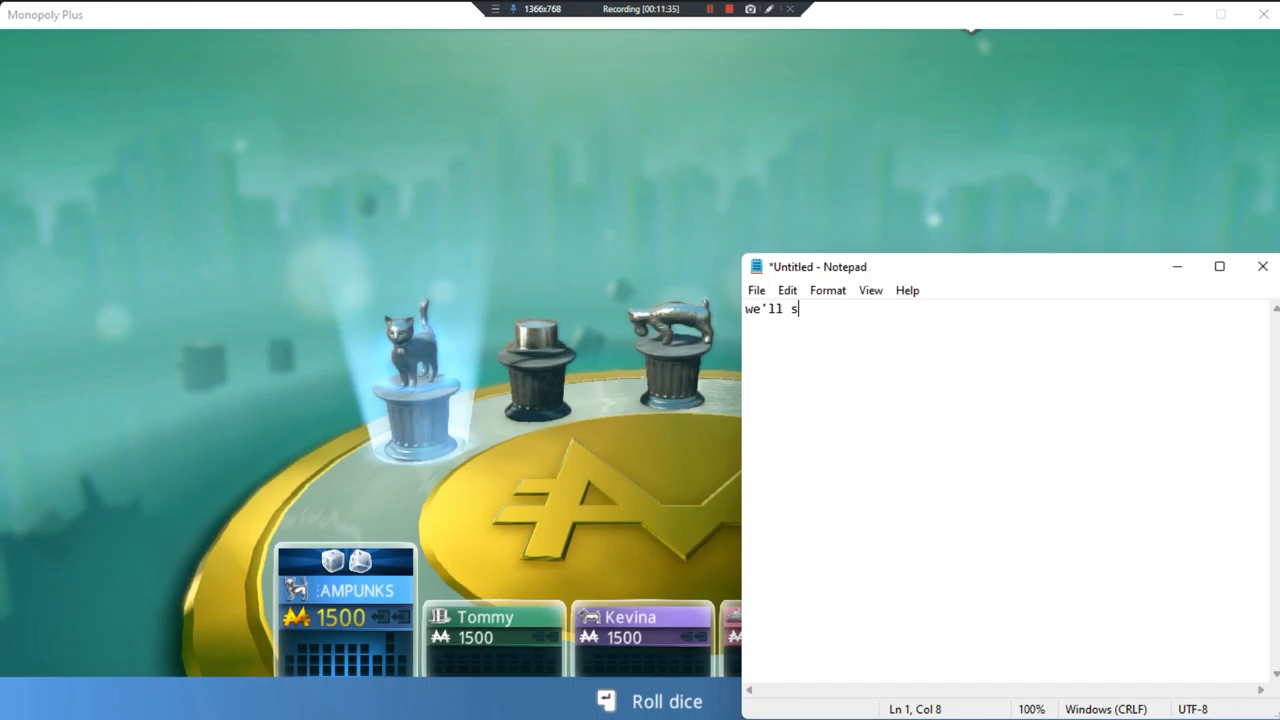 Monopoly Plus
1366x768
Recording [00:11:35]
*Untitled - Notepad
File Edit Format View Help
we'll s
AMPUNKS
1500
Tommy
1500
Kevina
1500
Roll dice
Ln 1, Col 8
100%
Windows (CRLF)
UTF-8